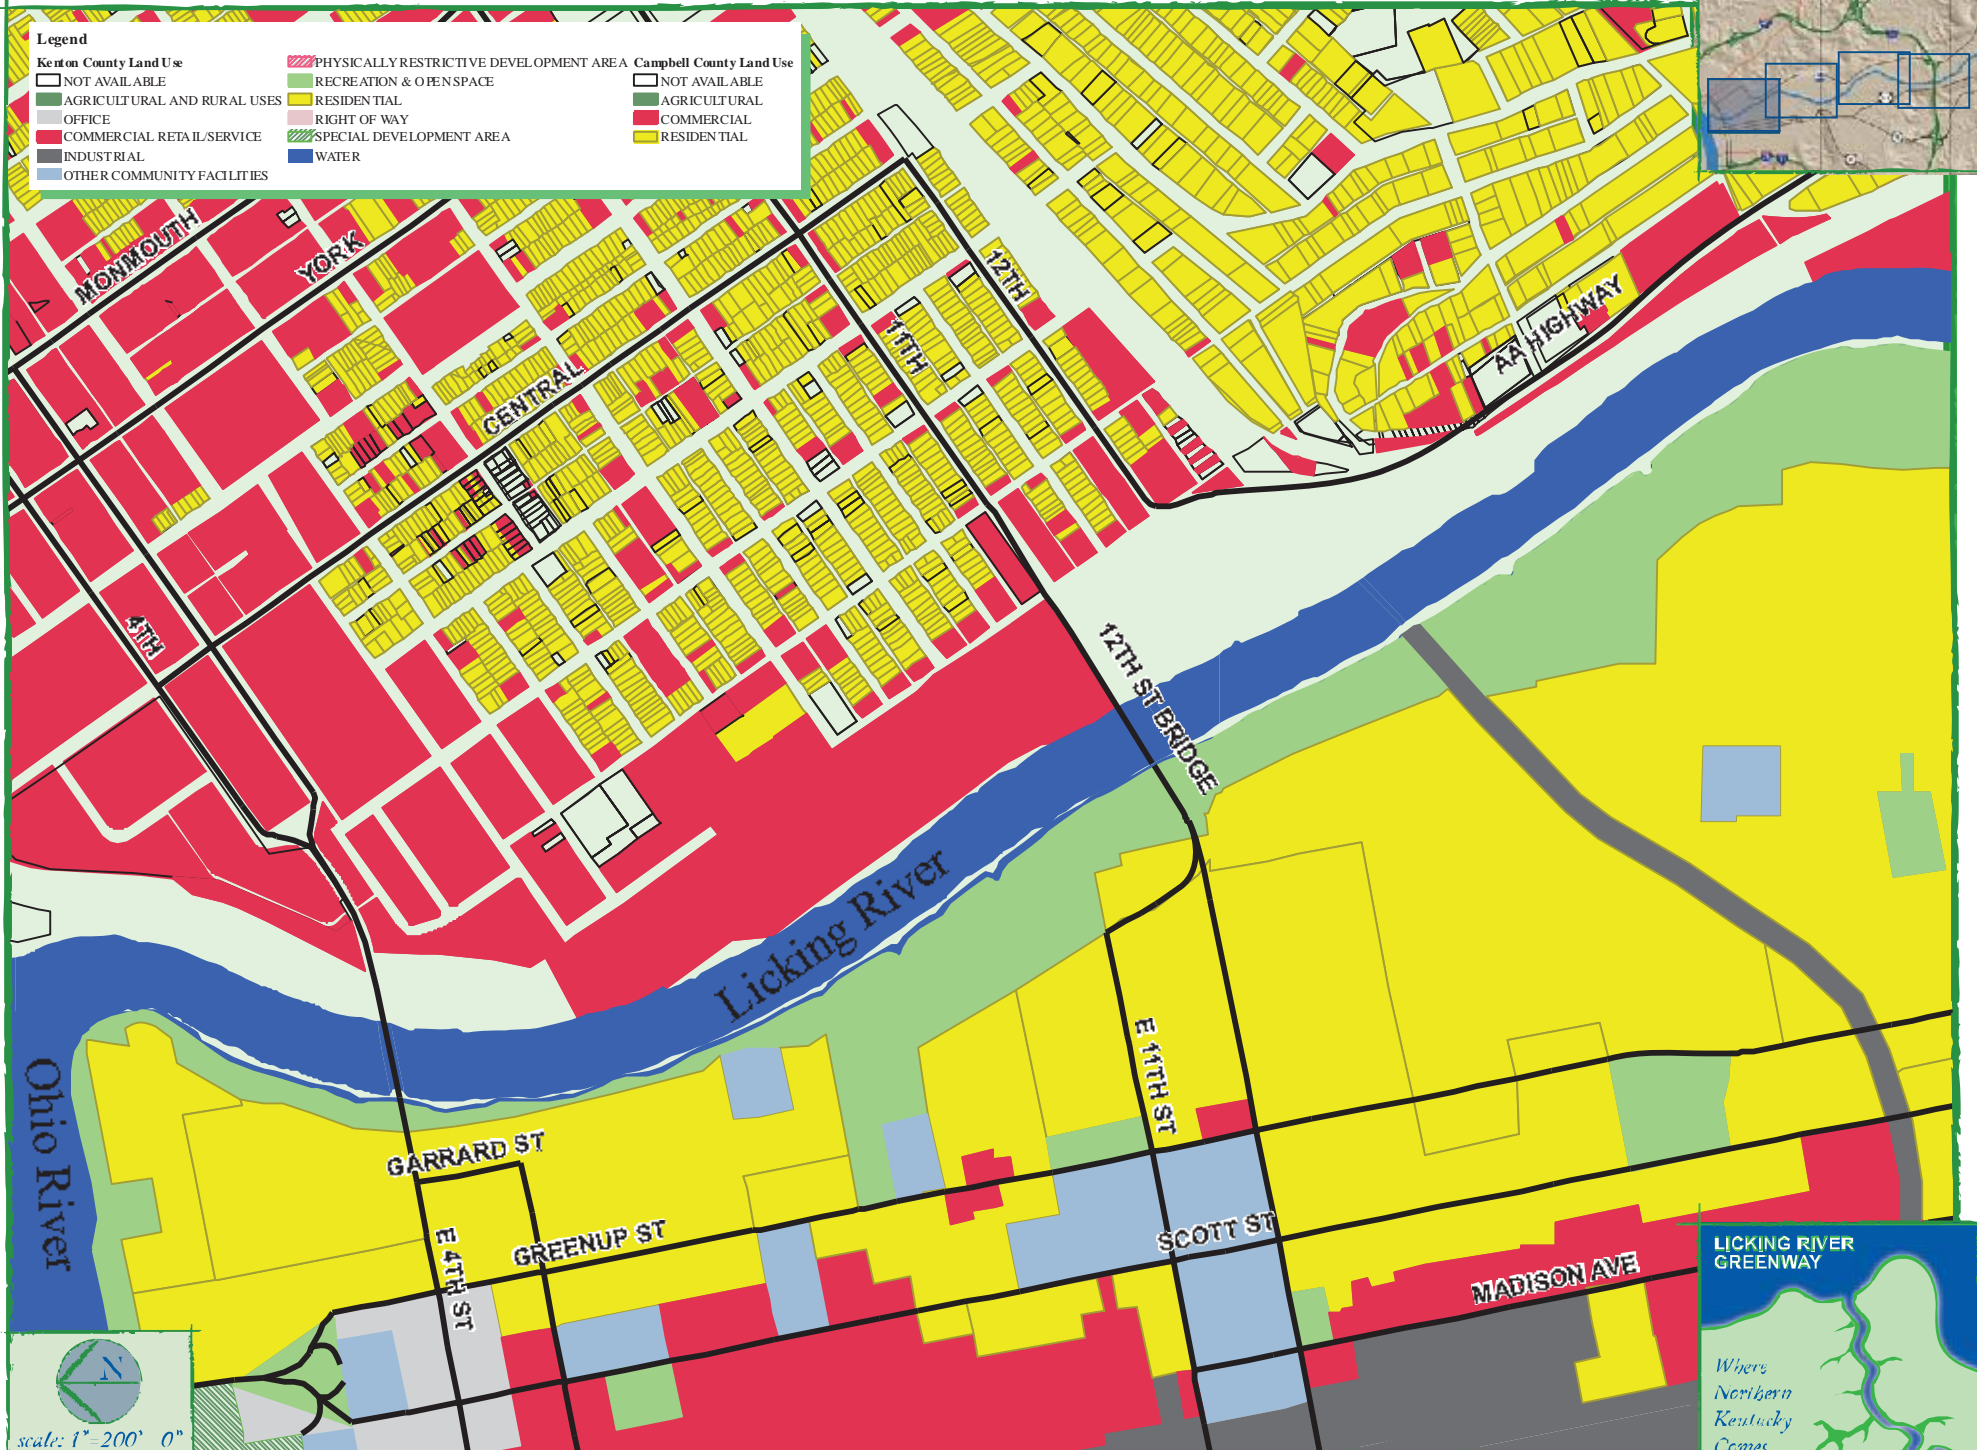 Legend
Kenton County Land Use
NOT AVAILABLE
AGRICULTURAL AND RURAL USES
OFFICE
COMMERCIAL RETAIL/SERVICE
INDUSTRIAL
OTHER COMMUNITY FACILITIES
PHYSICALLY RESTRICTIVE DEVELOPMENT AREA
RECREATION & OPEN SPACE
RESIDENTIAL
RIGHT OF WAY
SPECIAL DEVELOPMENT AREA
WATER
Campbell County Land Use
NOT AVAILABLE
AGRICULTURAL
COMMERCIAL
RESIDENTIAL
MONMOUTH
YORK
CENTRAL
12TH
11TH
AA HIGHWAY
4TH
12TH ST BRIDGE
Licking River
Ohio River
E 11TH ST
GARRARD ST
E 4TH ST
GREENUP ST
SCOTT ST
MADISON AVE
N
scale: 1"=200' 0"
LICKING RIVER
GREENWAY
Where
Northern
Kentucky
Comes